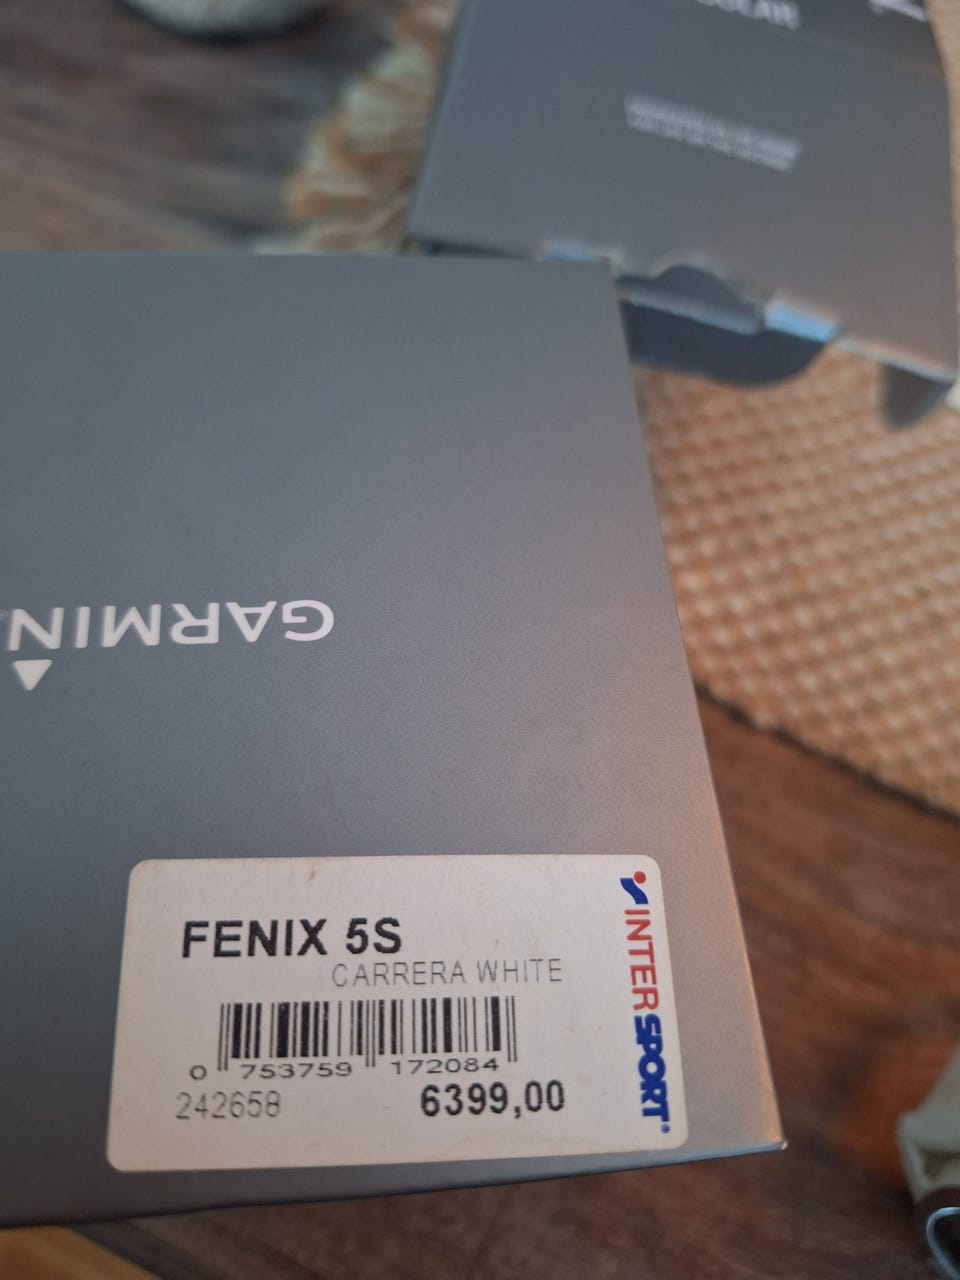 GARMIN
FENIX 5S
CARRERA WHITE
0 753759 172084
242658
6399,00
INTERSPORT